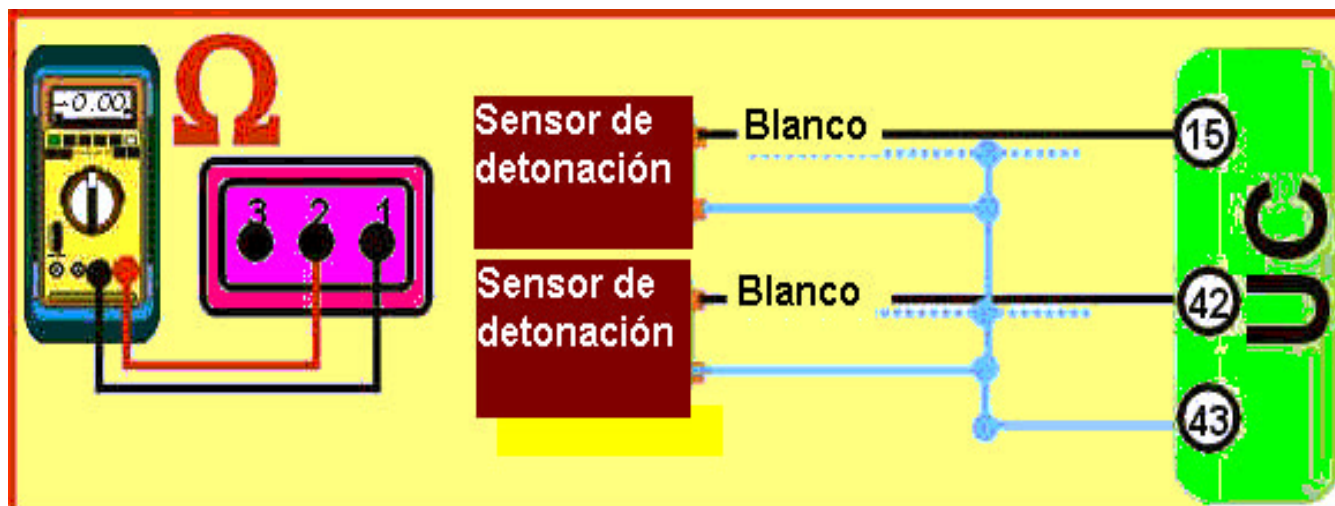 -0.00
Ω
3 2 1
Sensor de
detonación
Blanco
15
Sensor de
detonación
Blanco
42
43
UC